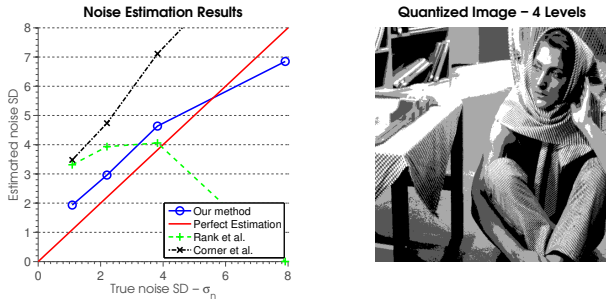 Noise Estimation Results
Quantized Image – 4 Levels
Estimated noise SD
8
7
6
5
4
3
2
1
0
Our method
Perfect Estimation
Rank et al.
Corner et al.
0 2 4 6 8
True noise SD – σn